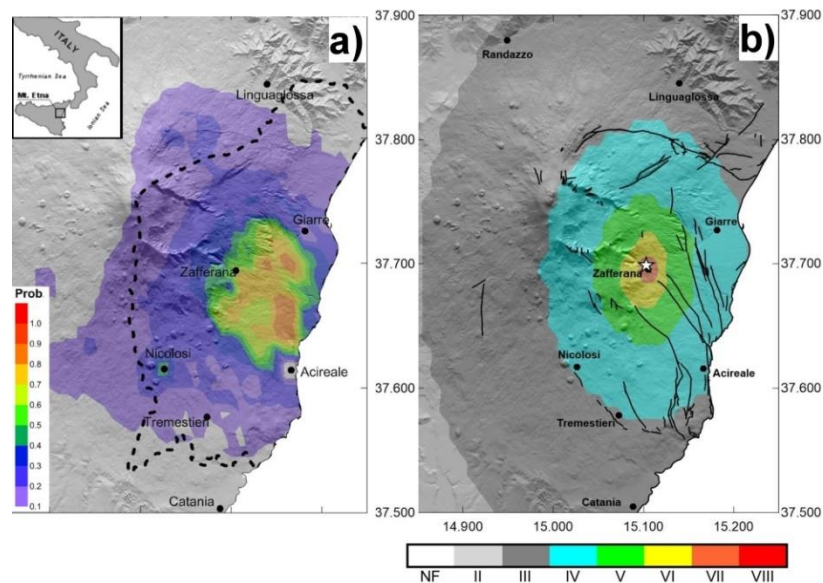 a)
ITALY
Tyrrhenian Sea
Mt. Etna
Ionian Sea
Linguaglossa
Giarre
Zafferana
Nicolosi
Acireale
Tremestieri
Catania
Prob.
1.0
0.9
0.8
0.7
0.6
0.5
0.4
0.3
0.2
0.1
37.900
37.800
37.700
37.600
37.500
b)
Randazzo
Linguaglossa
Giarre
Zafferana
Nicolosi
Acireale
Tremestieri
Catania
37.900
37.800
37.700
37.600
37.500
14.900 15.000 15.100 15.200
NF II III IV V VI VII VIII